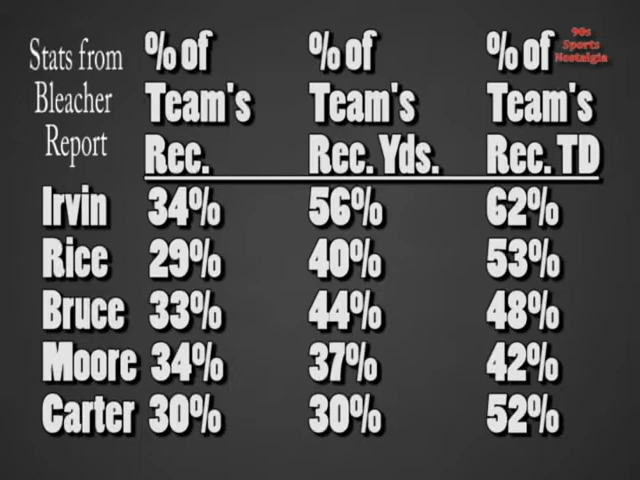 Stats from
Bleacher
Report
% of
Team's
Rec.
% of
Team's
Rec. Yds.
% of
Team's
Rec. TD
90s
Sports
Nostalgia
Irvin 34% 56% 62%
Rice 29% 40% 53%
Bruce 33% 44% 48%
Moore 34% 37% 42%
Carter 30% 30% 52%